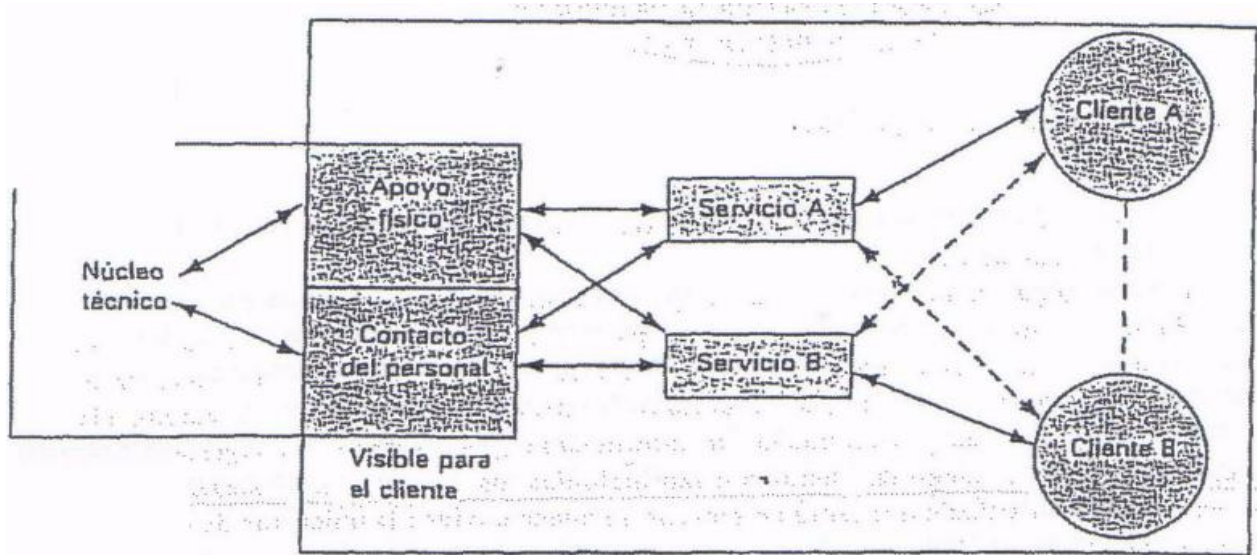 Cliente A
Apoyo
físico
Servicio A
Núcleo
técnico
Contacto
del personal
Servicio B
Cliente B
Visible para
el cliente